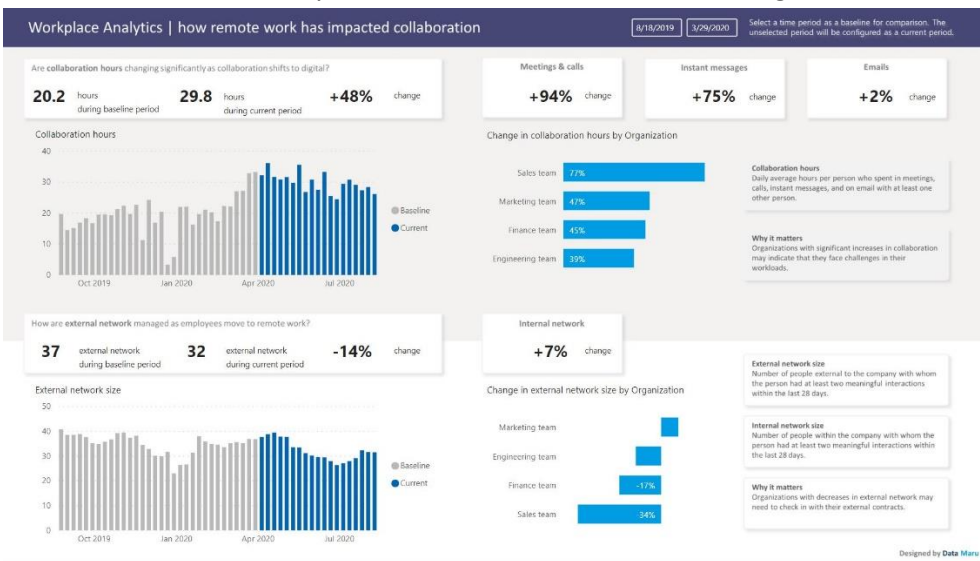 Workplace Analytics | how remote work has impacted collaboration
8/18/2019 3/29/2020
Select a time period as a baseline for comparison. The
unselected period will be configured as a current period.
Are collaboration hours changing significantly as collaboration shifts to digital?
20.2 hours
during baseline period
29.8 hours
during current period
+48% change
Meetings & calls
+94% change
Instant messages
+75% change
Emails
+2% change
Collaboration hours
40
30
20
10
0
Oct 2019 Jan 2020 Apr 2020 Jul 2020
Baseline
Current
Change in collaboration hours by Organization
Sales team 77%
Marketing team 47%
Finance team 45%
Engineering team 39%
Collaboration hours
Daily average hours per person who spent in meetings,
calls, instant messages, and on email with at least one
other person.
Why it matters
Organizations with significant increases in collaboration
may indicate that they face challenges in their
workloads.
How are external network managed as employees move to remote work?
37 external network
during baseline period
32 external network
during current period
-14% change
Internal network
+7% change
External network size
50
40
30
20
10
0
Oct 2019 Jan 2020 Apr 2020 Jul 2020
Baseline
Current
Change in external network size by Organization
Marketing team
Engineering team
Finance team -17%
Sales team -34%
External network size
Number of people external to the company with whom
the person had at least two meaningful interactions
within the last 28 days.
Internal network size
Number of people within the company with whom the
person had at least two meaningful interactions within
the last 28 days.
Why it matters
Organizations with decreases in external network may
need to check in with their external contracts.
Designed by Data Maru